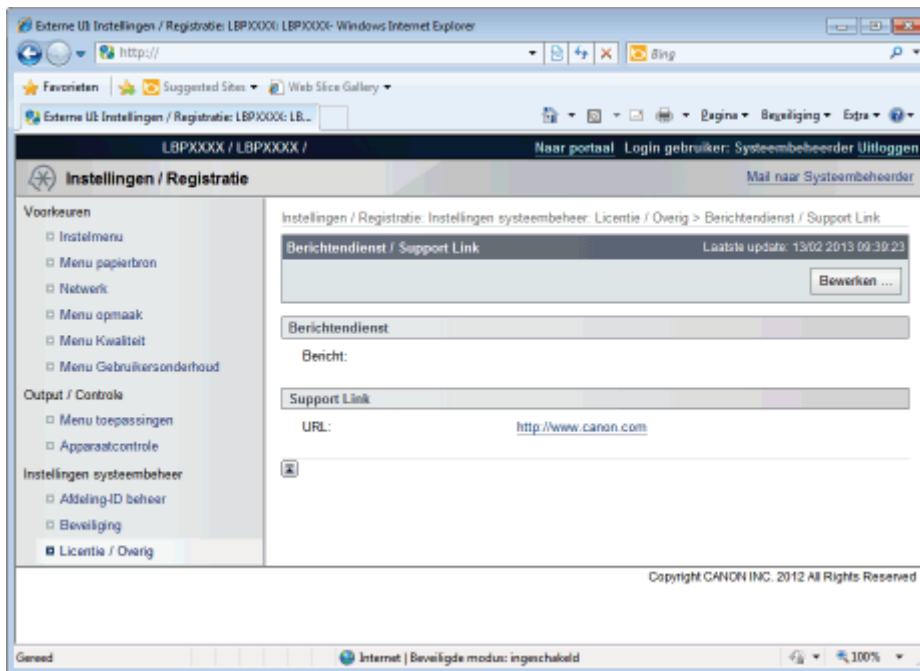 Externe UI: Instellingen / Registratie: LBPXXXX: LBPXXXX- Windows Internet Explorer
http://
Bing
Favorieten Suggested Sites Web Slice Gallery
Externe UI: Instellingen / Registratie: LBPXXXX: LB... Pagina Beveiliging Extra
LBPXXXX / LBPXXXX / Naar portaal Login gebruiker: Systeembeheerder Uitloggen
Instellingen / Registratie Mail naar Systeembeheerder
Voorkeuren
Instelmenu
Menu papierbron
Netwerk
Menu opmaak
Menu Kwaliteit
Menu Gebruikersonderhoud
Output / Controle
Menu toepassingen
Apparaatcontrole
Instellingen systeembeheer
Afdeling-ID beheer
Beveiliging
Licentie / Overig
Instellingen / Registratie: Instellingen systeembeheer: Licentie / Overig > Berichtendienst / Support Link
Berichtendienst / Support Link Laatste update: 13/02 2013 09:39:23
Bewerken ...
Berichtendienst
Bericht:
Support Link
URL: http://www.canon.com
Copyright CANON INC. 2012 All Rights Reserved
Gereed Internet | Beveiligde modus: ingeschakeld 100%